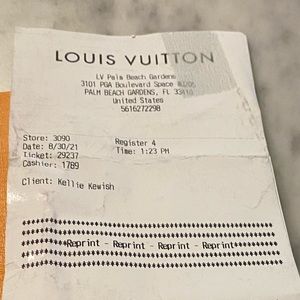 LOUIS VUITTON
LV Palm Beach Gardens
3101 PGA Boulevard Space
PALM BEACH GARDENS, FL 33410
United States
5616272298
Store: 3090
Register 4
Date: 8/30/21
Time: 1:23 PM
Ticket: 29237
Cashier: 1789
Client: Kellie Kewish
Reprint - Reprint - Reprint - Reprint